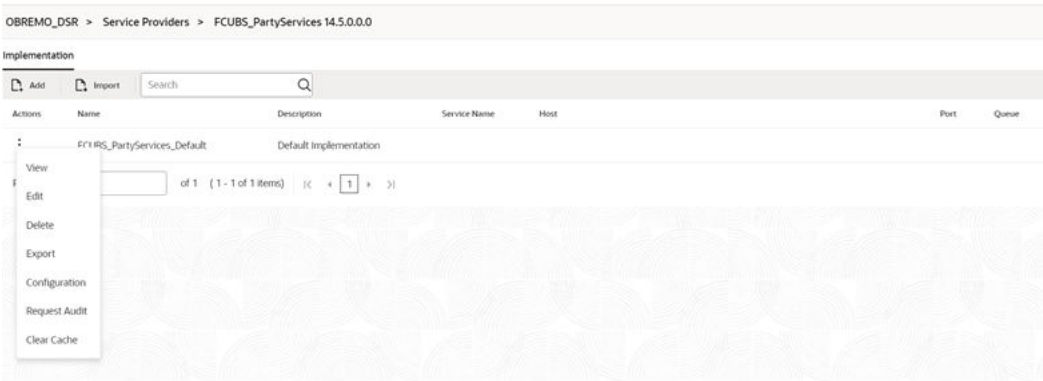 OBREMO_DSR > Service Providers > FCUBS_PartyServices 14.5.0.0.0
Implementation
Add Import Search
Actions Name Description Service Name Host Port Queue
FCUBS_PartyServices_Default Default Implementation
of 1 (1 - 1 of 1 items) 1
View
Edit
Delete
Export
Configuration
Request Audit
Clear Cache